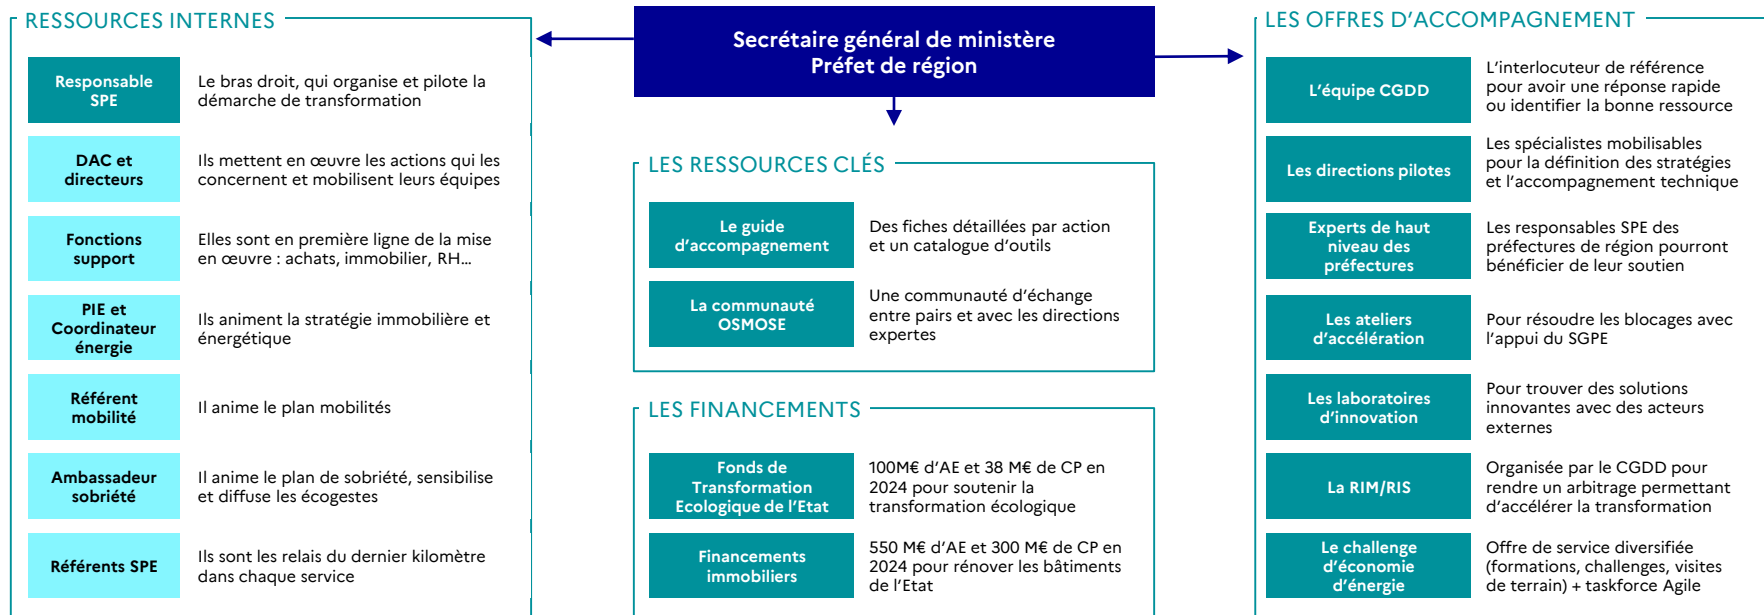 RESSOURCES INTERNES
Responsable
SPE
Le bras droit, qui organise et pilote la
démarche de transformation
DAC et
directeurs
Ils mettent en œuvre les actions qui les
concernent et mobilisent leurs équipes
Fonctions
support
Elles sont en première ligne de la mise
en œuvre : achats, immobilier, RH…
PIE et
Coordinateur
énergie
Ils animent la stratégie immobilière et
énergétique
Référent
mobilité
Il anime le plan mobilités
Ambassadeur
sobriété
Il anime le plan de sobriété, sensibilise
et diffuse les écogestes
Référents SPE
Ils sont les relais du dernier kilomètre
dans chaque service
Secrétaire général de ministère
Préfet de région
LES RESSOURCES CLÉS
Le guide
d’accompagnement
Des fiches détaillées par action
et un catalogue d’outils
La communauté
OSMOSE
Une communauté d’échange
entre pairs et avec les directions
expertes
LES FINANCEMENTS
Fonds de
Transformation
Ecologique de l’Etat
100M€ d’AE et 38 M€ de CP en
2024 pour soutenir la
transformation écologique
Financements
immobiliers
550 M€ d’AE et 300 M€ de CP en
2024 pour rénover les bâtiments
de l’Etat
LES OFFRES D’ACCOMPAGNEMENT
L’équipe CGDD
L’interlocuteur de référence
pour avoir une réponse rapide
ou identifier la bonne ressource
Les directions pilotes
Les spécialistes mobilisables
pour la définition des stratégies
et l’accompagnement technique
Experts de haut
niveau des
préfectures
Les responsables SPE des
préfectures de région pourront
bénéficier de leur soutien
Les ateliers
d’accélération
Pour résoudre les blocages avec
l’appui du SGPE
Les laboratoires
d’innovation
Pour trouver des solutions
innovantes avec des acteurs
externes
La RIM/RIS
Organisée par le CGDD pour
rendre un arbitrage permettant
d’accélérer la transformation
Le challenge
d’économie
d’énergie
Offre de service diversifiée
(formations, challenges, visites
de terrain) + taskforce Agile